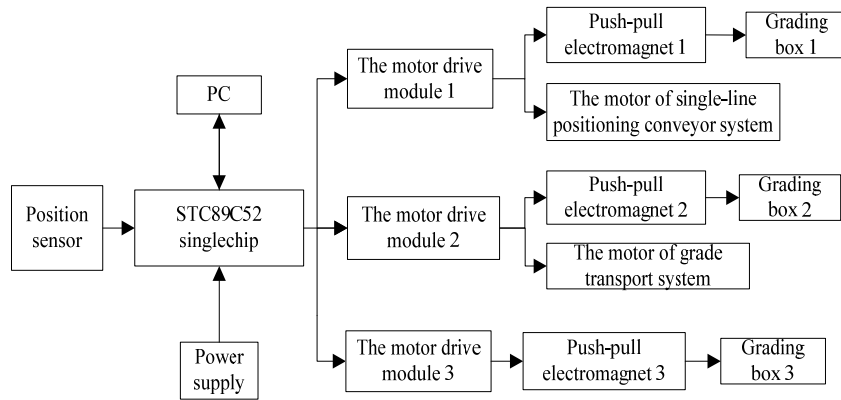 Push-pull
electromagnet 1
Grading
box 1
PC
The motor drive
module 1
The motor of single-line
positioning conveyor system
Position
sensor
STC89C52
singlechip
The motor drive
module 2
Push-pull
electromagnet 2
Grading
box 2
The motor of grade
transport system
Power
supply
The motor drive
module 3
Push-pull
electromagnet 3
Grading
box 3